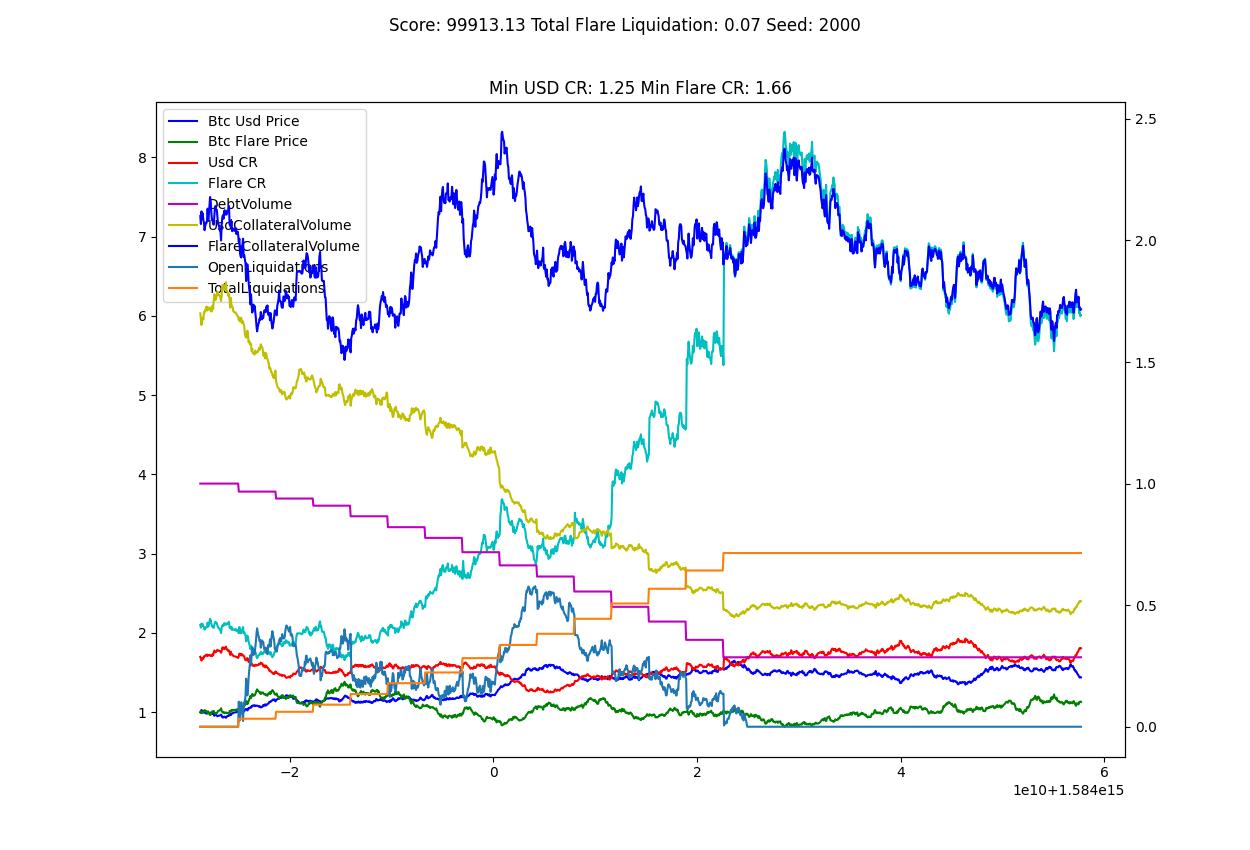 Score: 99913.13 Total Flare Liquidation: 0.07 Seed: 2000
Min USD CR: 1.25 Min Flare CR: 1.66
Btc Usd Price
Btc Flare Price
Usd CR
Flare CR
DebtVolume
UsdCollateralVolume
FlareCollateralVolume
OpenLiquidations
TotalLiquidations
8
7
6
5
4
3
2
1
2.5
2.0
1.5
1.0
0.5
0.0
−2
0
2
4
6
1e10+1.584e15